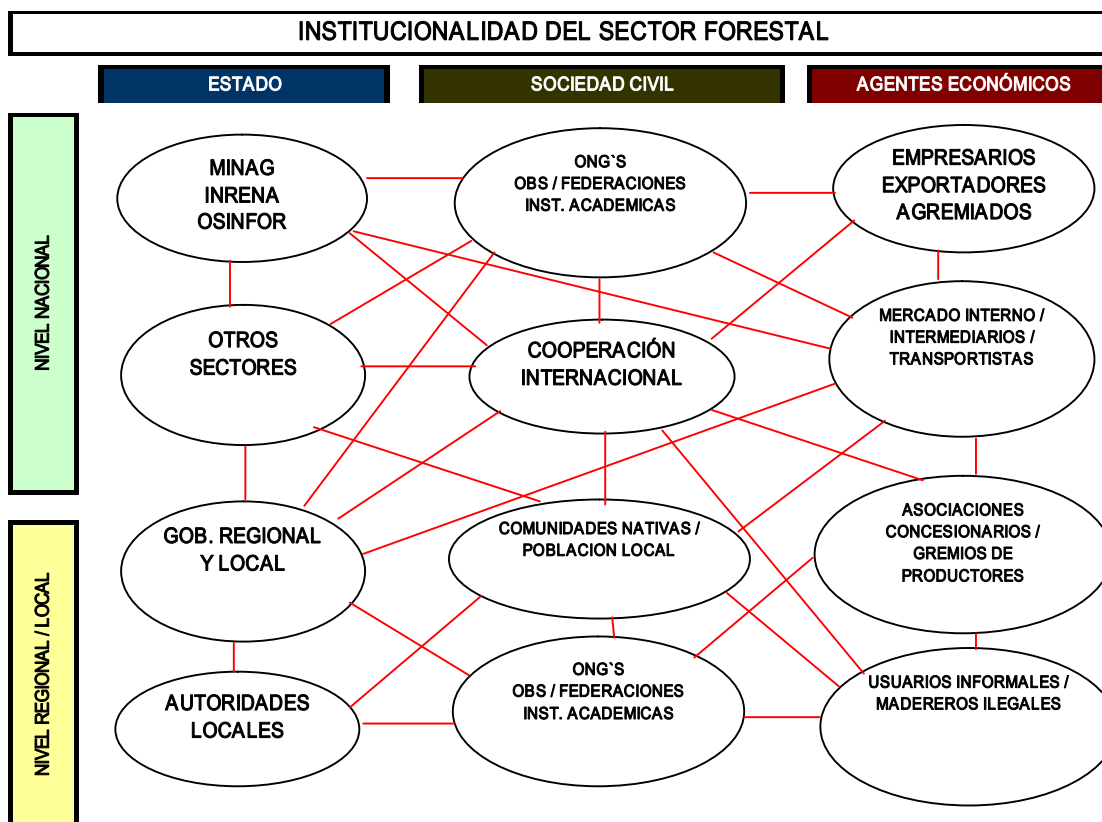 INSTITUCIONALIDAD DEL SECTOR FORESTAL
ESTADO
SOCIEDAD CIVIL
AGENTES ECONÓMICOS
NIVEL NACIONAL
MINAG
INRENA
OSINFOR
ONG`S
OBS / FEDERACIONES
INST. ACADEMICAS
EMPRESARIOS
EXPORTADORES
AGREMIADOS
OTROS
SECTORES
COOPERACIÓN
INTERNACIONAL
MERCADO INTERNO /
INTERMEDIARIOS /
TRANSPORTISTAS
NIVEL REGIONAL / LOCAL
GOB. REGIONAL
Y LOCAL
COMUNIDADES NATIVAS /
POBLACION LOCAL
ASOCIACIONES
CONCESIONARIOS /
GREMIOS DE
PRODUCTORES
AUTORIDADES
LOCALES
ONG`S
OBS / FEDERACIONES
INST. ACADEMICAS
USUARIOS INFORMALES /
MADEREROS ILEGALES